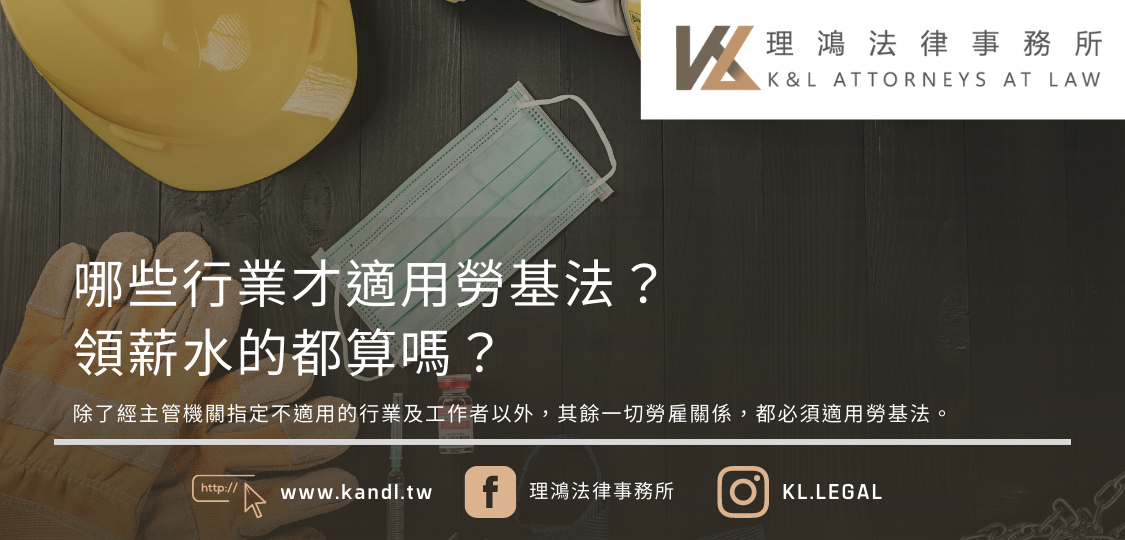 理鴻法律事務所
K&L ATTORNEYS AT LAW
哪些行業才適用勞基法？
領薪水的都算嗎？
除了經主管機關指定不適用的行業及工作者以外，其餘一切勞雇關係，都必須適用勞基法。
http://
www.kandl.tw
理鴻法律事務所
KL.LEGAL